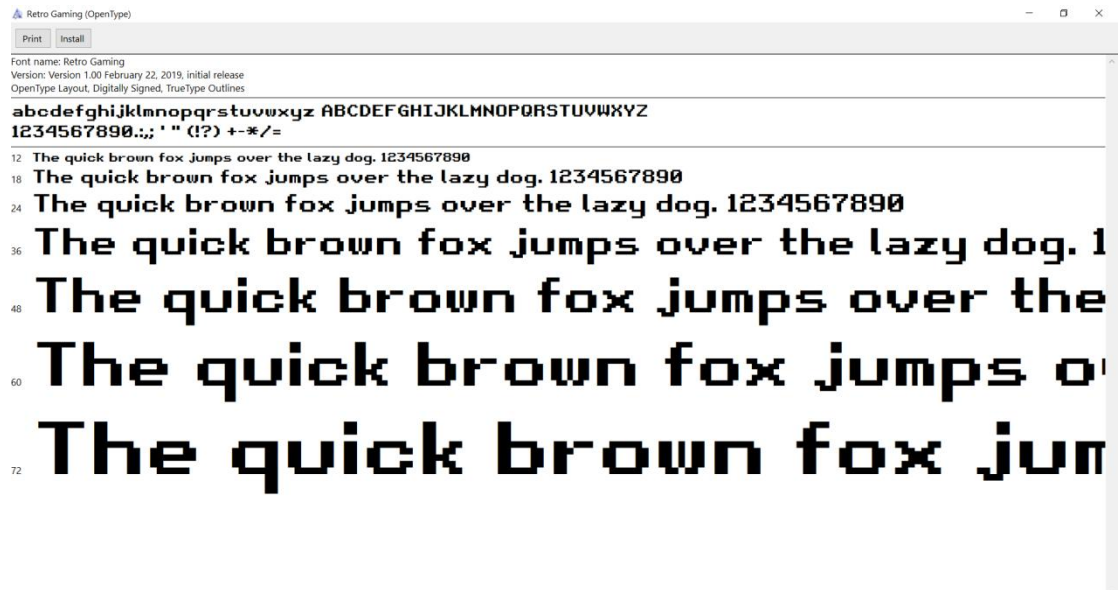 Retro Gaming (OpenType)
Print Install
Font name: Retro Gaming
Version: Version 1.00 February 22, 2019, initial release
OpenType Layout, Digitally Signed, TrueType Outlines
abcdefghijklmnopqrstuvwxyz ABCDEFGHIJKLMNOPQRSTUVWXYZ
1234567890.:,; ' " (!?) +-*/=
12 The quick brown fox jumps over the lazy dog. 1234567890
18 The quick brown fox jumps over the lazy dog. 1234567890
24 The quick brown fox jumps over the lazy dog. 1234567890
36 The quick brown fox jumps over the lazy dog. 1
48 The quick brown fox jumps over the
60 The quick brown fox jumps o
72 The quick brown fox